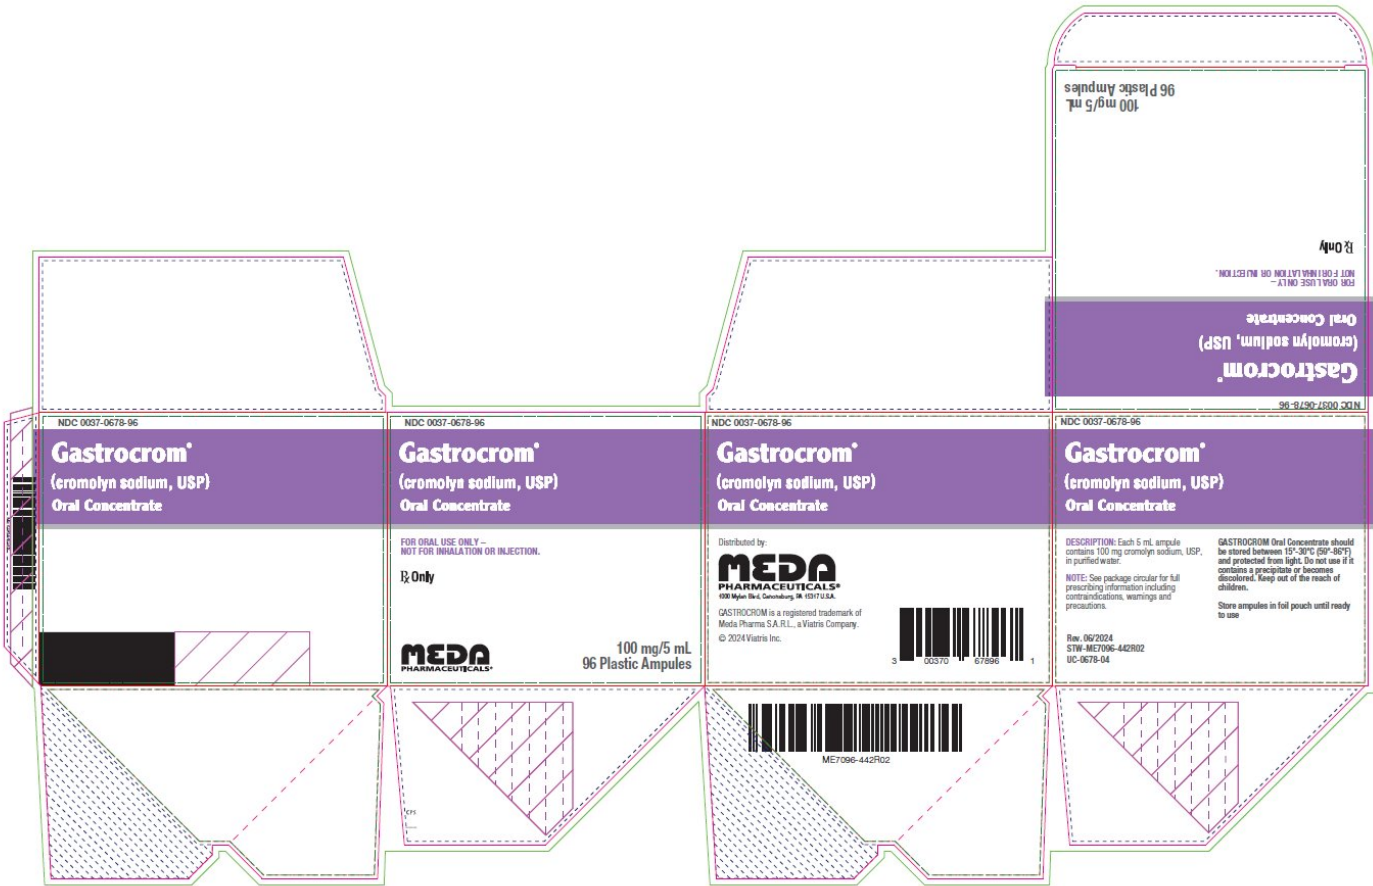 96 Plastic Ampules
100 mg/5 mL
Rx Only
NOT FOR INHALATION OR INJECTION.
FOR ORAL USE ONLY –
Oral Concentrate
(cromolyn sodium, USP)
Gastrocrom®
NDC 0037-0678-96
NDC 0037-0678-96
Gastrocrom®
(cromolyn sodium, USP)
Oral Concentrate
NDC 0037-0678-96
Gastrocrom®
(cromolyn sodium, USP)
Oral Concentrate
FOR ORAL USE ONLY –
NOT FOR INHALATION OR INJECTION.
Rx Only
MEDA
PHARMACEUTICALS®
100 mg/5 mL
96 Plastic Ampules
NDC 0037-0678-96
Gastrocrom®
(cromolyn sodium, USP)
Oral Concentrate
Distributed by:
MEDA
PHARMACEUTICALS®
1000 Mylan Blvd, Canonsburg, PA 15317 U.S.A.
GASTROCROM is a registered trademark of
Meda Pharma S.A.R.L., a Viatris Company.
© 2024 Viatris Inc.
3 00370 67896 1
NDC 0037-0678-96
Gastrocrom®
(cromolyn sodium, USP)
Oral Concentrate
DESCRIPTION: Each 5 mL ampule
contains 100 mg cromolyn sodium, USP,
in purified water.
NOTE: See package circular for full
prescribing information including
contraindications, warnings and
precautions.
Rev. 06/2024
STW-ME7096-442R02
UC-0678-04
GASTROCROM Oral Concentrate should
be stored between 15°-30°C (59°-86°F)
and protected from light. Do not use if it
contains a precipitate or becomes
discolored. Keep out of the reach of
children.
Store ampules in foil pouch until ready
to use
ME7096-442R02